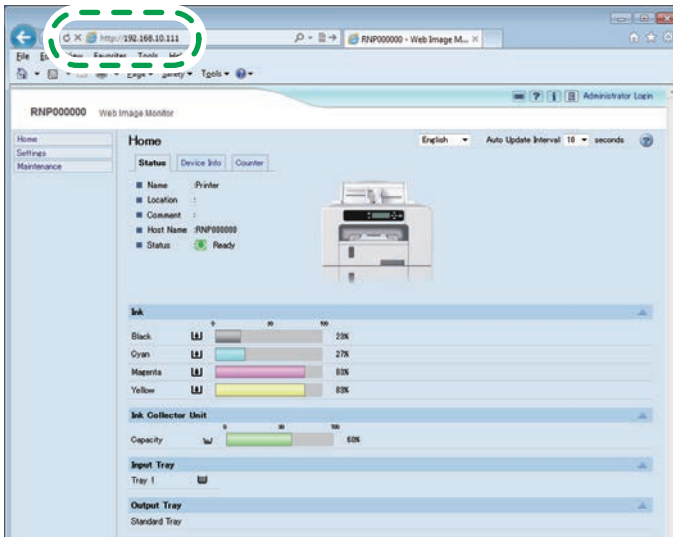 http://192.168.10.111
RNP000000 - Web Image M...
File Favorites Tools
Page Safety Tools
RNP000000 Web Image Monitor
Administrator Login
Home
Settings
Maintenance
Home
English Auto Update Interval 10 seconds
Status Device Info Counter
Name :Printer
Location :
Comment :
Host Name :RNP000000
Status : Ready
Ink
0 50 100
Black 23%
Cyan 27%
Magenta 83%
Yellow 83%
Ink Collector Unit
0 50 100
Capacity 60%
Input Tray
Tray 1
Output Tray
Standard Tray